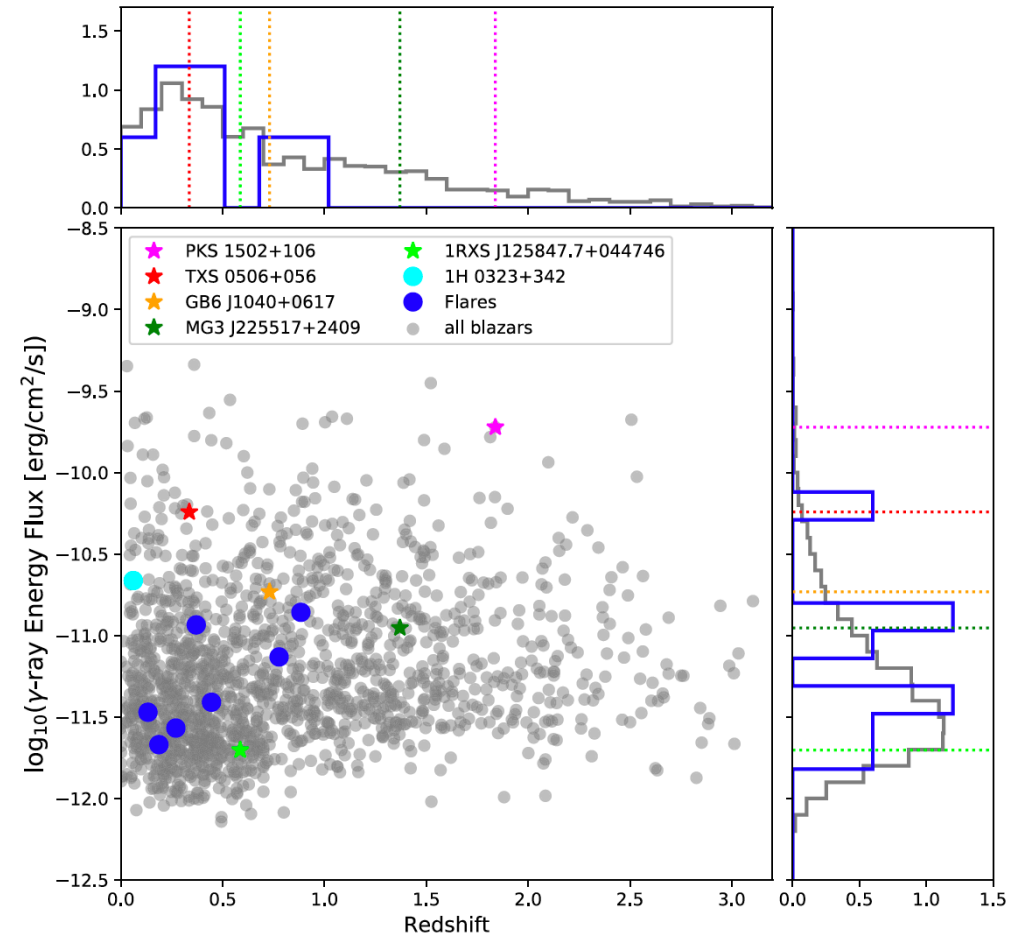 1.5
1.0
0.5
0.0
−8.5
−9.0
−9.5
−10.0
−10.5
−11.0
−11.5
−12.0
−12.5
log₁₀(γ-ray Energy Flux [erg/cm²/s])
PKS 1502+106
TXS 0506+056
GB6 J1040+0617
MG3 J225517+2409
1RXS J125847.7+044746
1H 0323+342
Flares
all blazars
0.0 0.5 1.0 1.5 2.0 2.5 3.0
Redshift
0.0 0.5 1.0 1.5